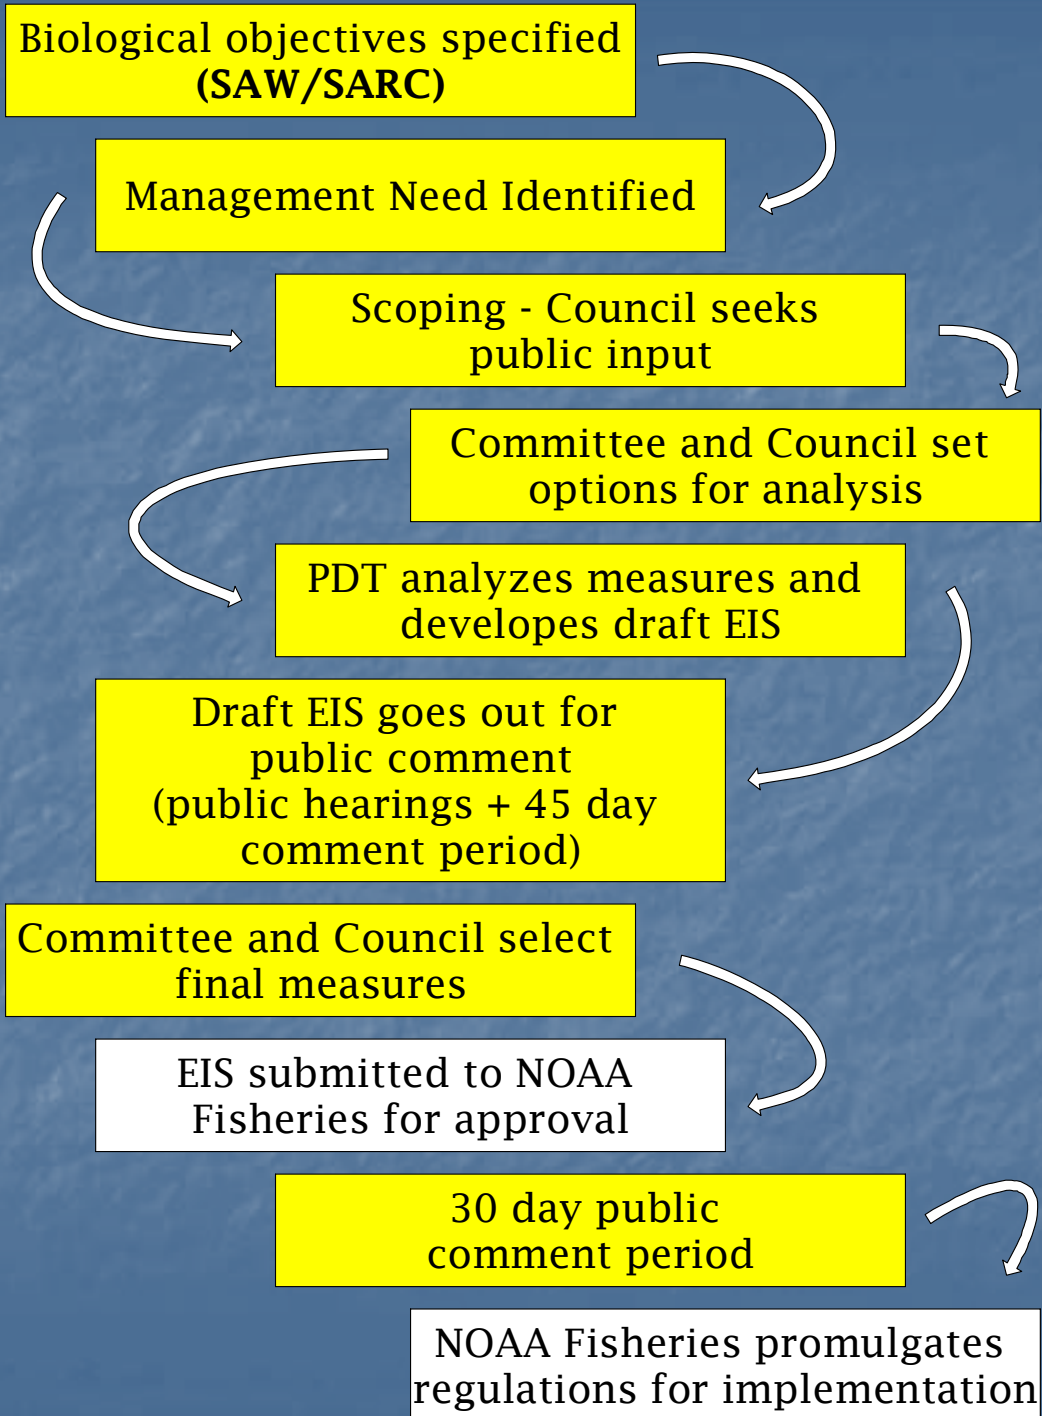 Biological objectives specified
(SAW/SARC)
Management Need Identified
Scoping - Council seeks
public input
Committee and Council set
options for analysis
PDT analyzes measures and
developes draft EIS
Draft EIS goes out for
public comment
(public hearings + 45 day
comment period)
Committee and Council select
final measures
EIS submitted to NOAA
Fisheries for approval
30 day public
comment period
NOAA Fisheries promulgates
regulations for implementation